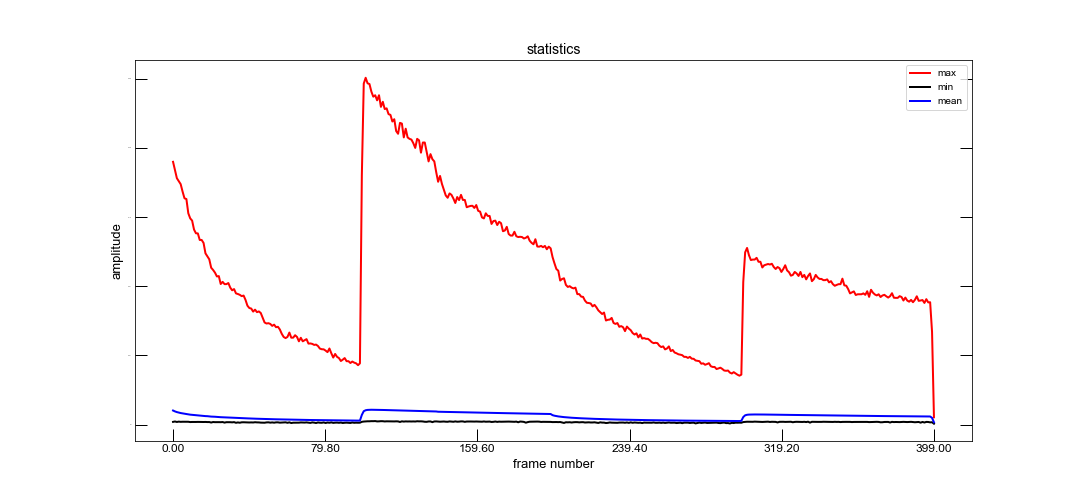 statistics
max
min
mean
amplitude
0.00 79.80 159.60 239.40 319.20 399.00
frame number